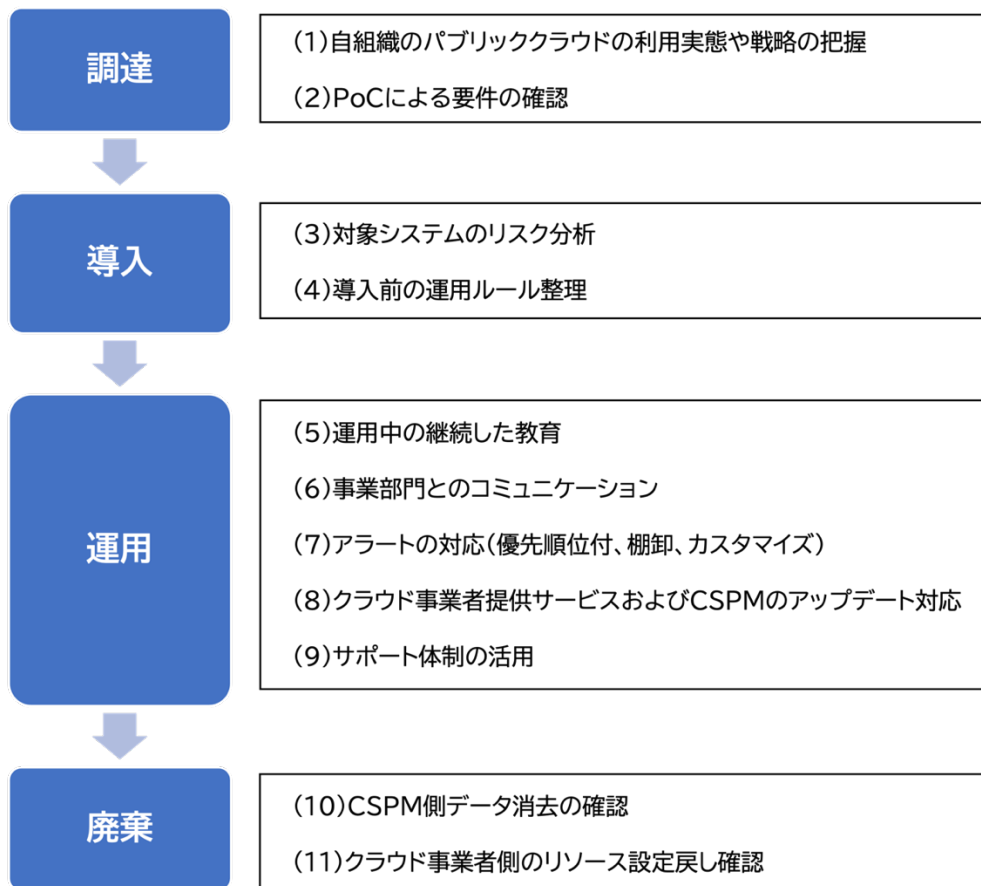 調達
(1)自組織のパブリッククラウドの利用実態や戦略の把握
(2)PoCによる要件の確認
導入
(3)対象システムのリスク分析
(4)導入前の運用ルール整理
運用
(5)運用中の継続した教育
(6)事業部門とのコミュニケーション
(7)アラートの対応(優先順位付、棚卸、カスタマイズ)
(8)クラウド事業者提供サービスおよびCSPMのアップデート対応
(9)サポート体制の活用
廃棄
(10)CSPM側データ消去の確認
(11)クラウド事業者側のリソース設定戻し確認